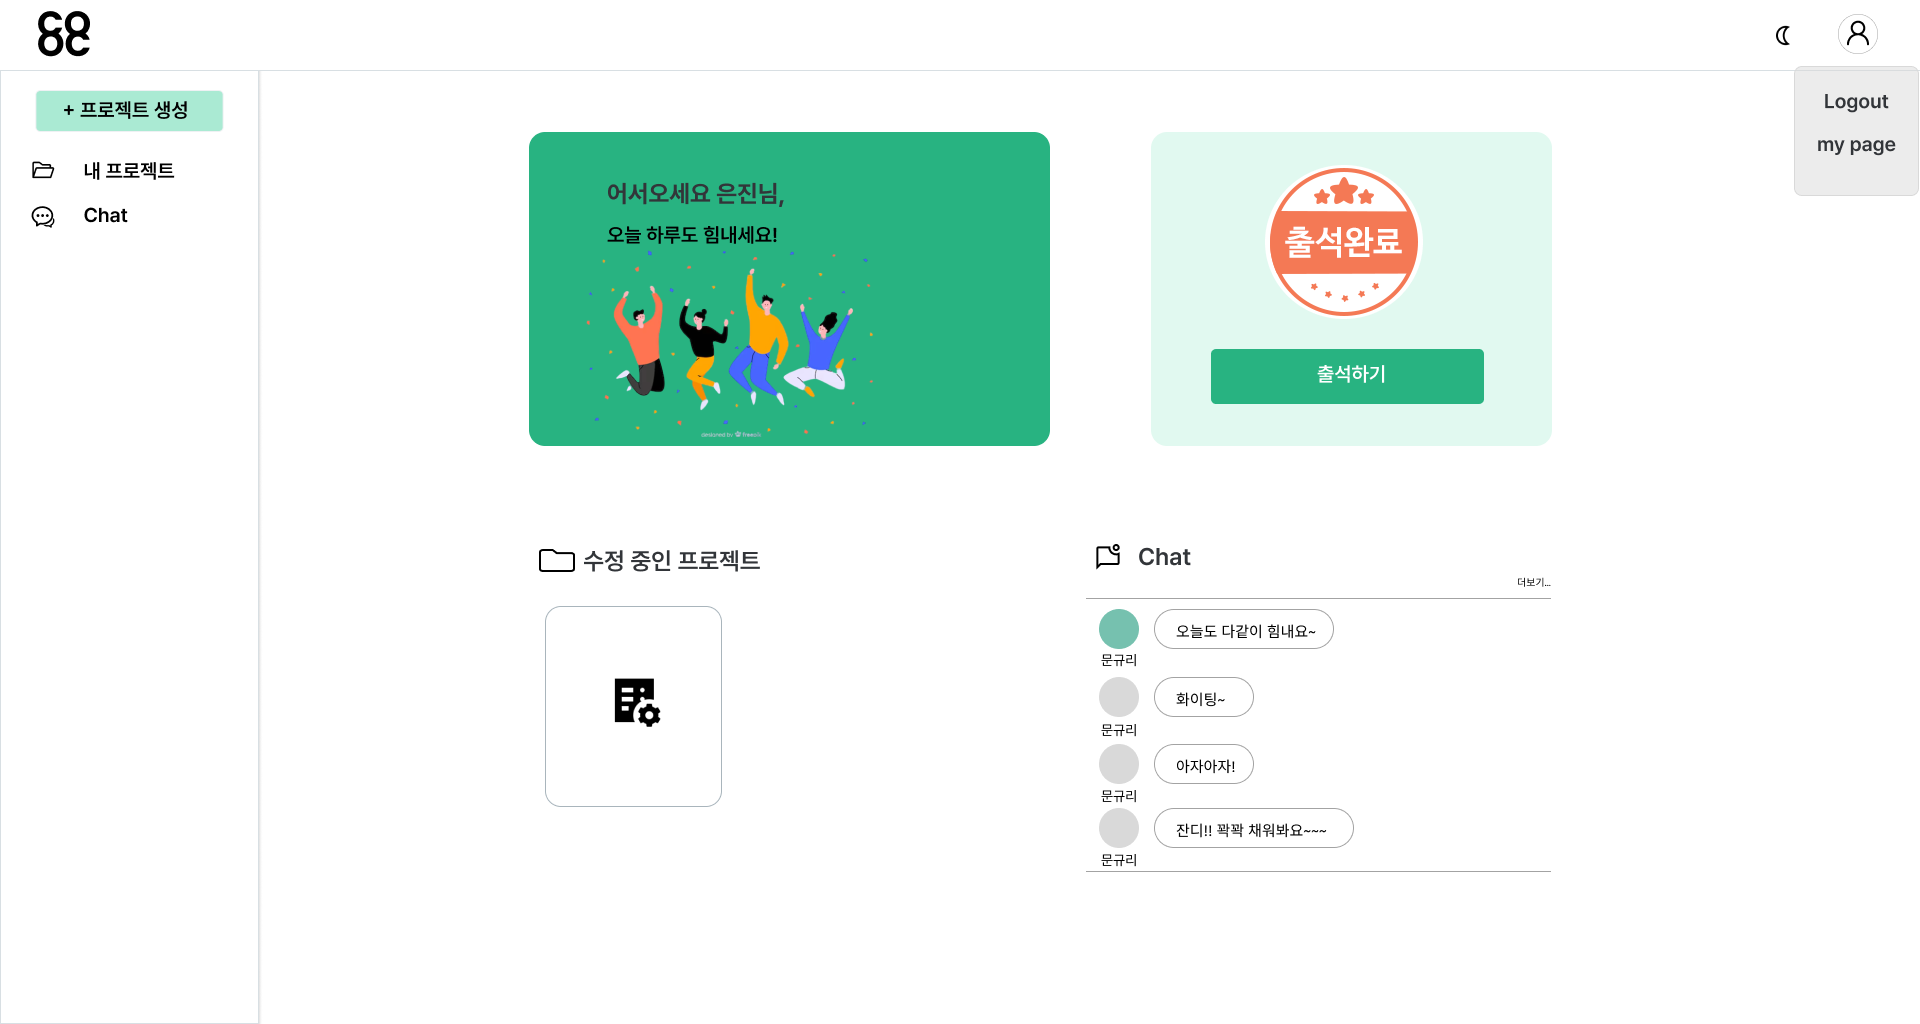 CO
OC
Logout
my page
+ 프로젝트 생성
내 프로젝트
Chat
어서오세요 은진님,
오늘 하루도 힘내세요!
출석완료
출석하기
수정 중인 프로젝트
Chat
더보기...
오늘도 다같이 힘내요~
문규리
화이팅~
문규리
아자아자!
문규리
잔디!! 꽉꽉 채워봐요~~~
문규리